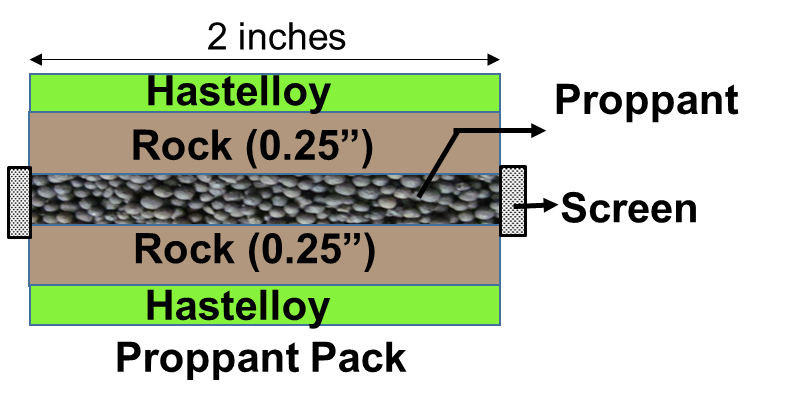 2 inches
Hastelloy
Proppant
Rock (0.25”)
Screen
Rock (0.25”)
Hastelloy
Proppant Pack